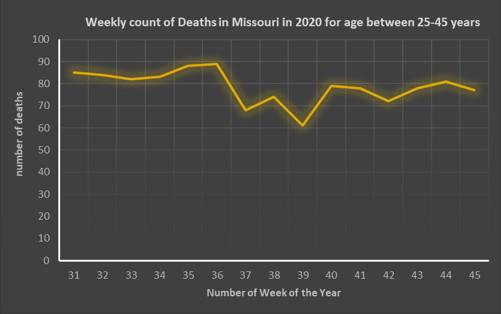 Weekly count of Deaths in Missouri in 2020 for age between 25-45 years
100
90
80
70
60
50
40
30
20
10
0
number of deaths
31 32 33 34 35 36 37 38 39 40 41 42 43 44 45
Number of Week of the Year